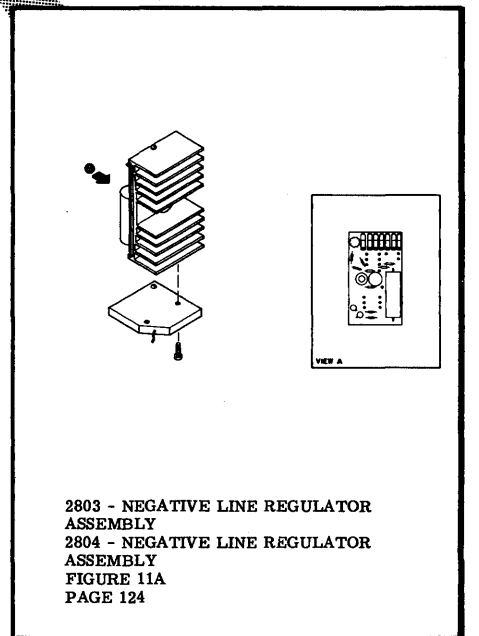 VIEW A
2803 - NEGATIVE LINE REGULATOR
ASSEMBLY
2804 - NEGATIVE LINE REGULATOR
ASSEMBLY
FIGURE 11A
PAGE 124